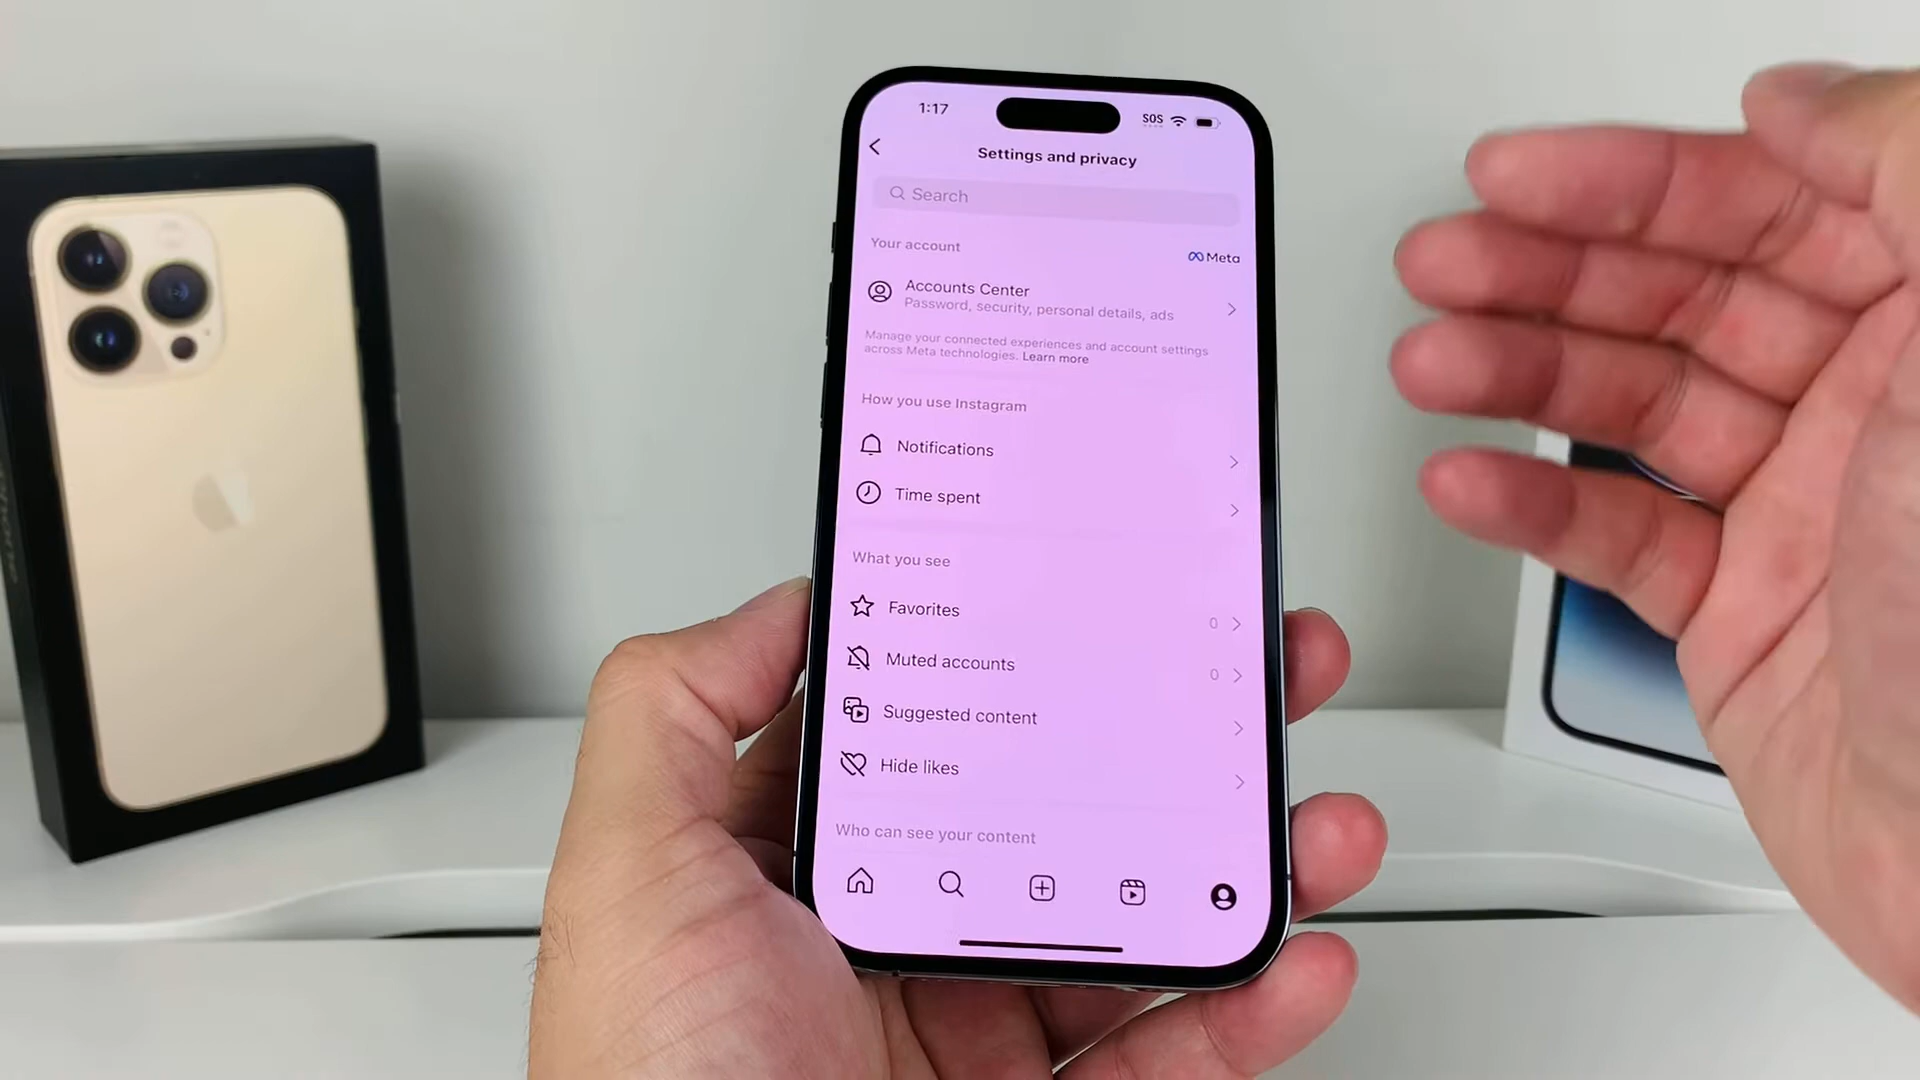 1:17
SOS
Settings and privacy
Search
Your account
Meta
Accounts Center
Password, security, personal details, ads
Manage your connected experiences and account settings
across Meta technologies. Learn more
How you use Instagram
Notifications
Time spent
What you see
Favorites
0
Muted accounts
0
Suggested content
Hide likes
Who can see your content